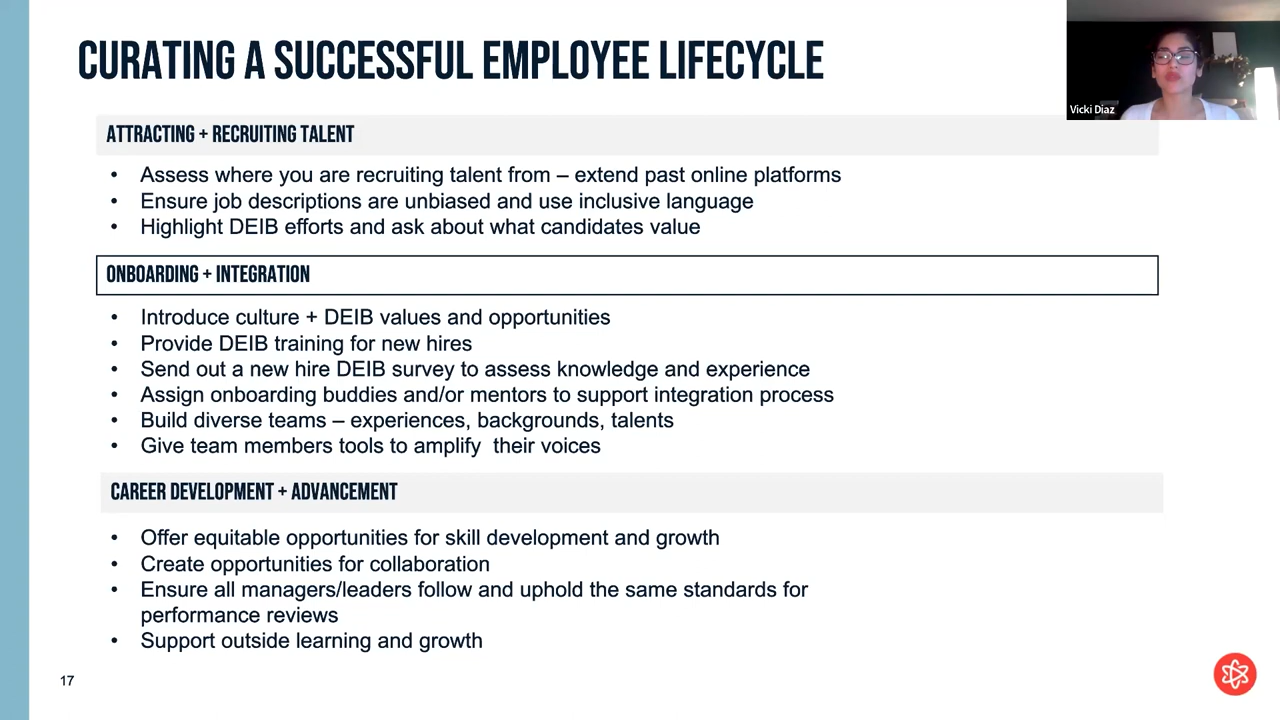 CURATING A SUCCESSFUL EMPLOYEE LIFECYCLE
Vicki Diaz
ATTRACTING + RECRUITING TALENT
• Assess where you are recruiting talent from – extend past online platforms
• Ensure job descriptions are unbiased and use inclusive language
• Highlight DEIB efforts and ask about what candidates value
ONBOARDING + INTEGRATION
• Introduce culture + DEIB values and opportunities
• Provide DEIB training for new hires
• Send out a new hire DEIB survey to assess knowledge and experience
• Assign onboarding buddies and/or mentors to support integration process
• Build diverse teams – experiences, backgrounds, talents
• Give team members tools to amplify  their voices
CAREER DEVELOPMENT + ADVANCEMENT
• Offer equitable opportunities for skill development and growth
• Create opportunities for collaboration
• Ensure all managers/leaders follow and uphold the same standards for
performance reviews
• Support outside learning and growth
17